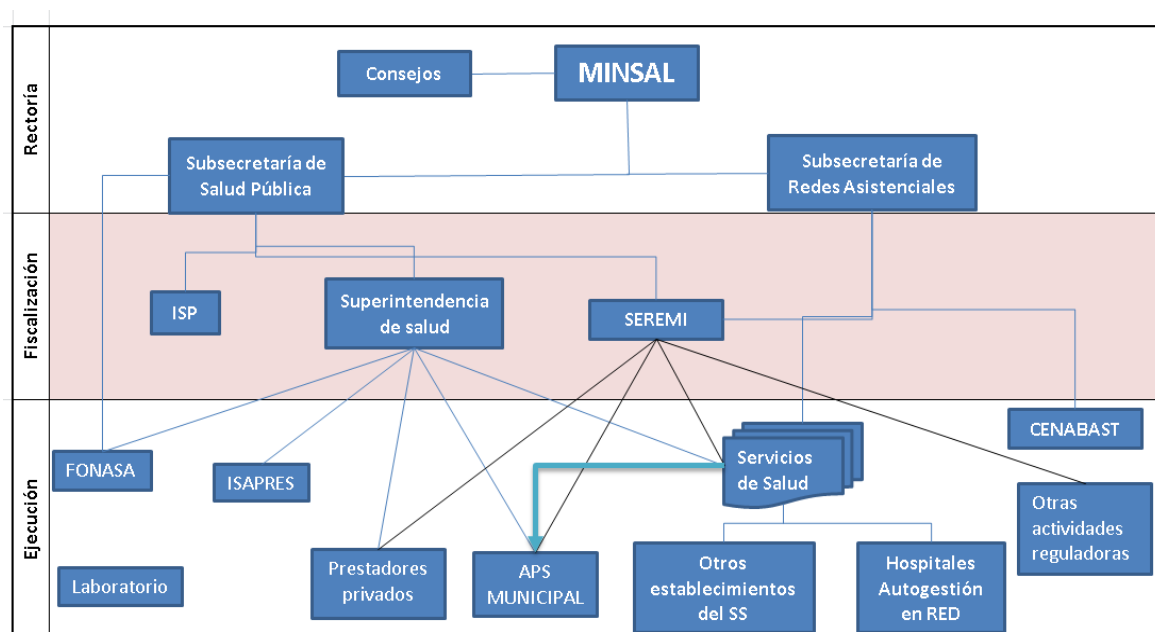 Rectoría
Consejos
MINSAL
Subsecretaría de
Salud Pública
Subsecretaría de
Redes Asistenciales
Fiscalización
ISP
Superintendencia
de salud
SEREMI
Ejecución
FONASA
ISAPRES
Servicios
de Salud
CENABAST
Otras
actividades
reguladoras
Laboratorio
Prestadores
privados
APS
MUNICIPAL
Otros
establecimientos
del SS
Hospitales
Autogestión
en RED